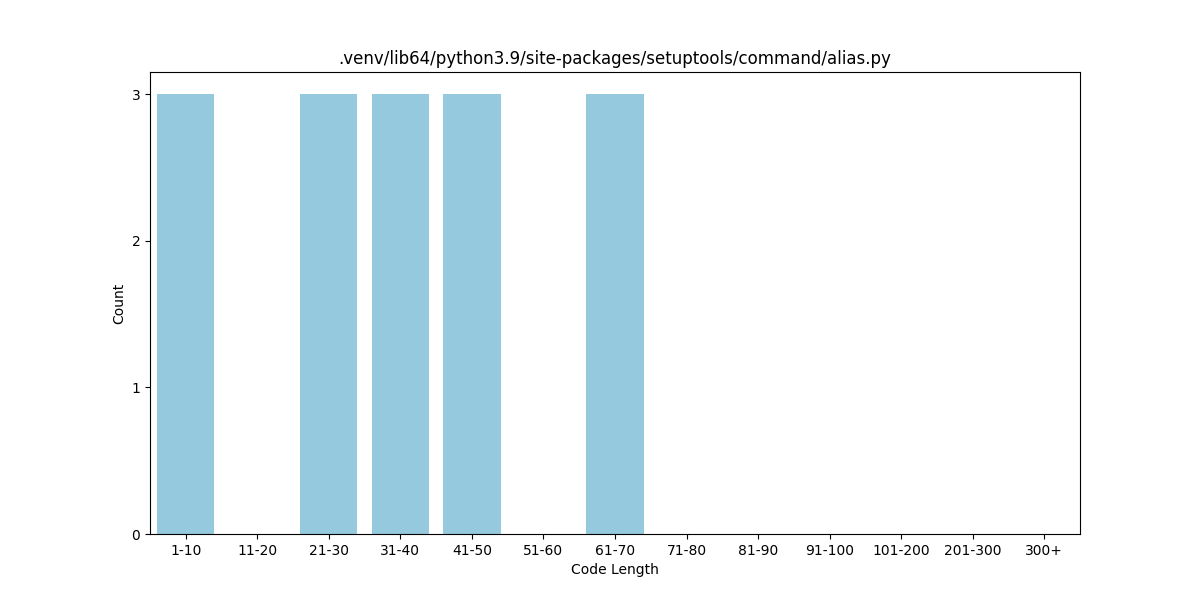 .venv/lib64/python3.9/site-packages/setuptools/command/alias.py
3
2
1
0
Count
1-10 11-20 21-30 31-40 41-50 51-60 61-70 71-80 81-90 91-100 101-200 201-300 300+
Code Length